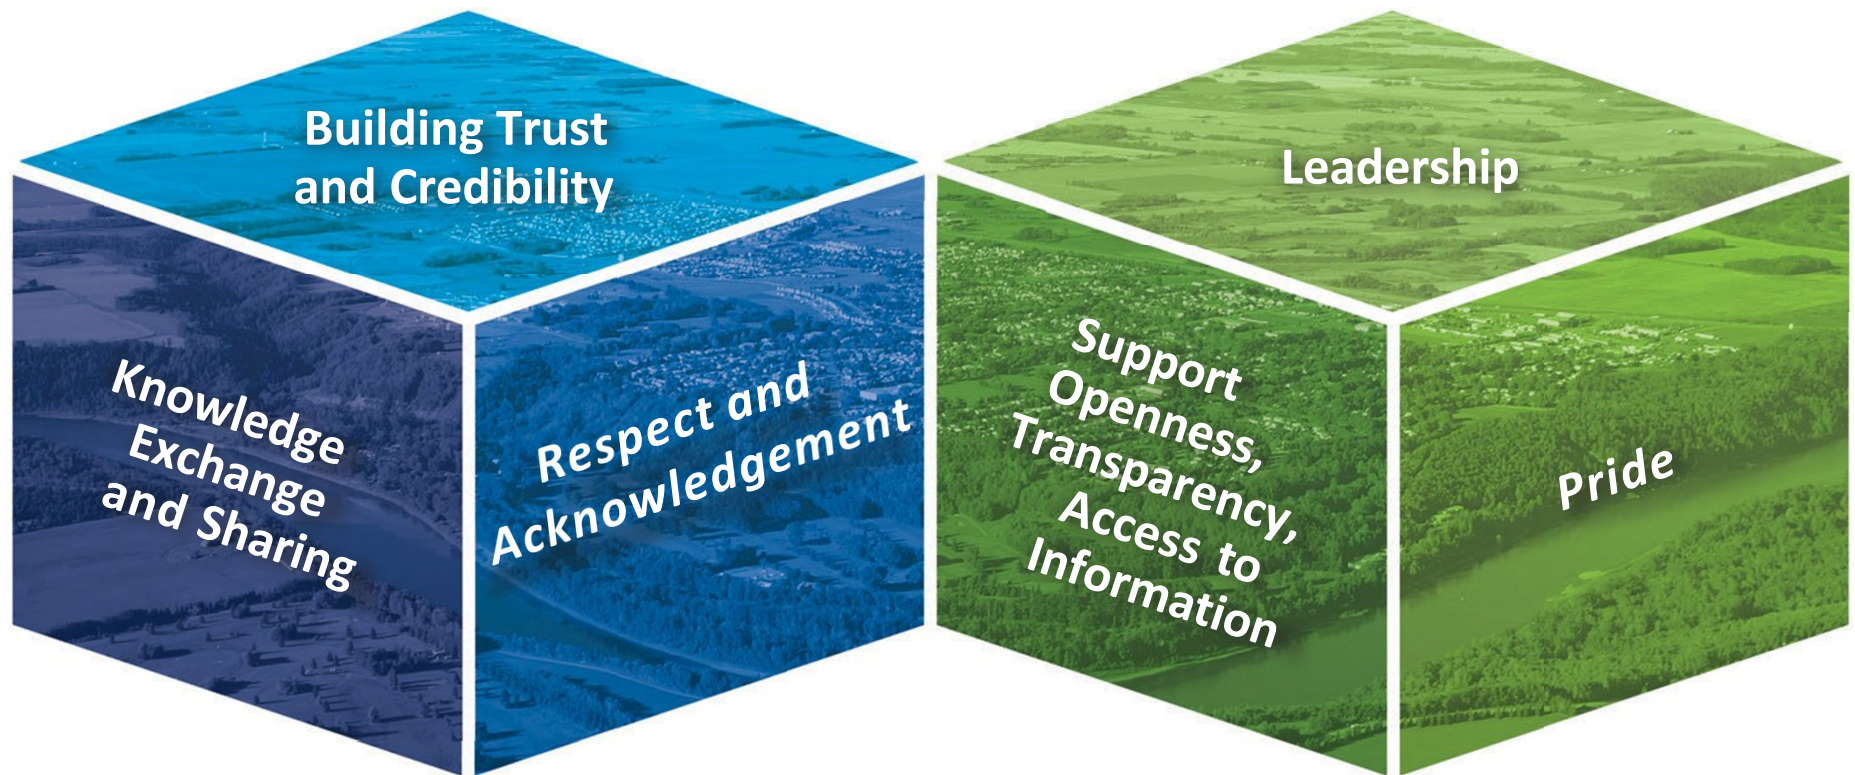 Building Trust
and Credibility
Knowledge
Exchange
and Sharing
Respect and
Acknowledgement
Leadership
Support
Openness,
Transparency,
Access to
Information
Pride